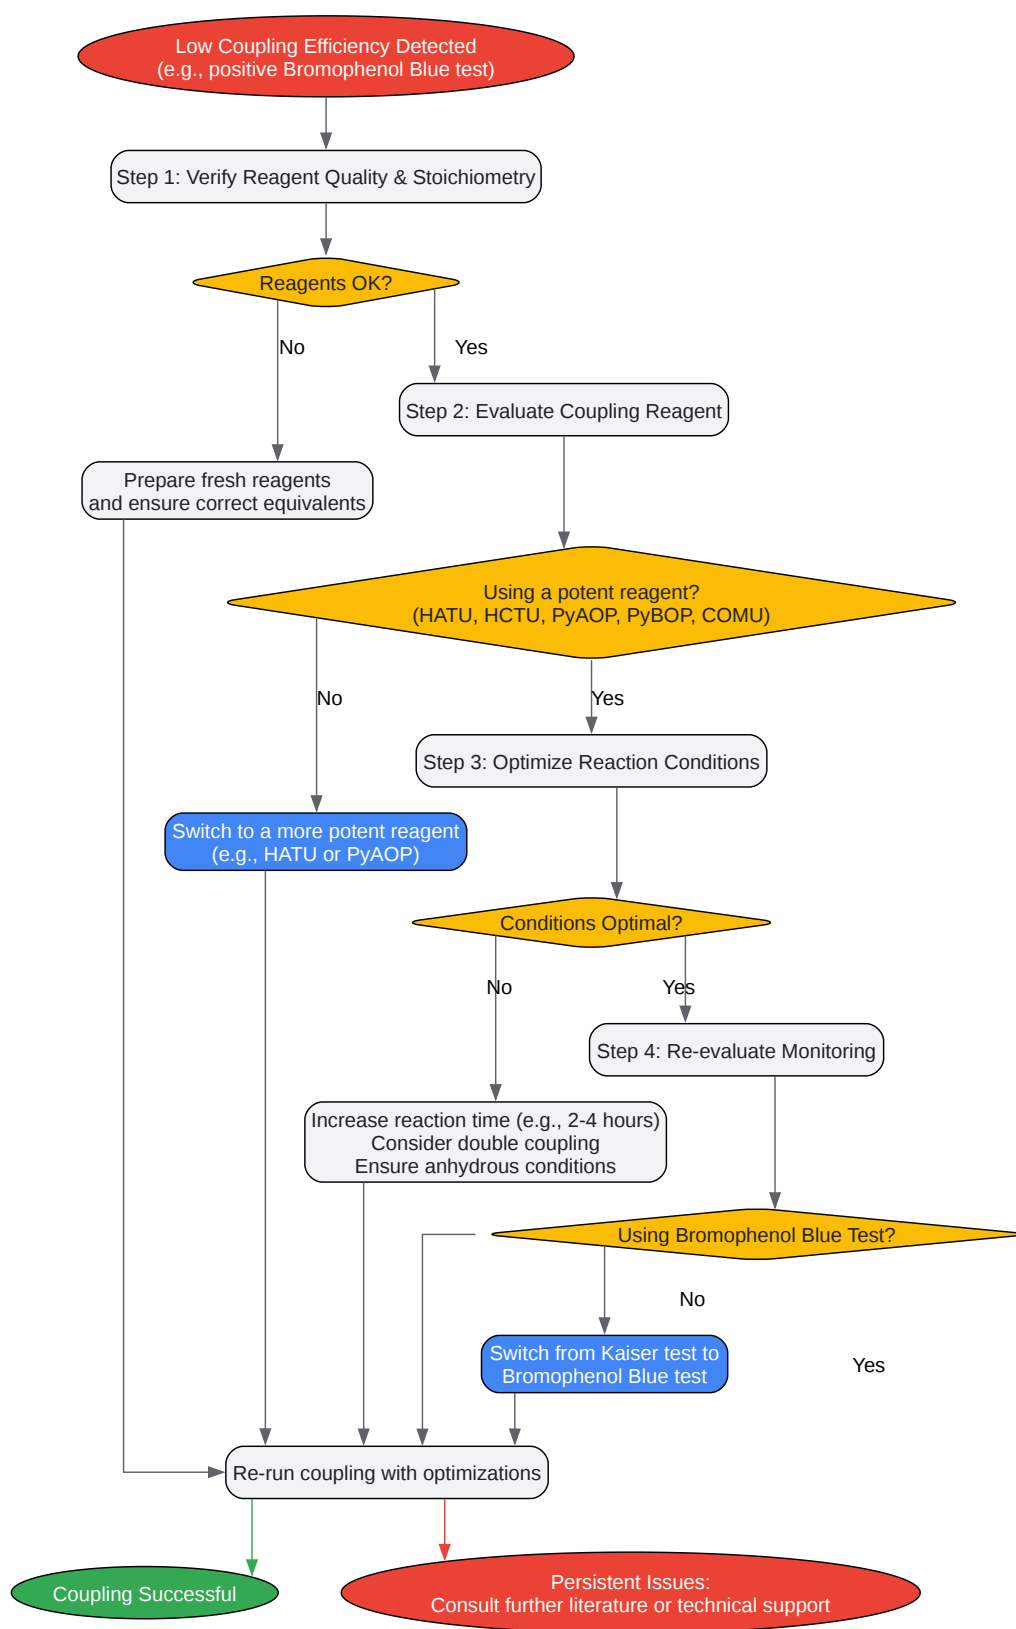 Low Coupling Efficiency Detected
(e.g., positive Bromophenol Blue test)
Step 1: Verify Reagent Quality & Stoichiometry
Reagents OK?
No
Yes
Step 2: Evaluate Coupling Reagent
Prepare fresh reagents
and ensure correct equivalents
Using a potent reagent?
(HATU, HCTU, PyAOP, PyBOP, COMU)
No
Yes
Step 3: Optimize Reaction Conditions
Switch to a more potent reagent
(e.g., HATU or PyAOP)
Conditions Optimal?
No
Yes
Step 4: Re-evaluate Monitoring
Increase reaction time (e.g., 2-4 hours)
Consider double coupling
Ensure anhydrous conditions
Using Bromophenol Blue Test?
No
Switch from Kaiser test to
Bromophenol Blue test
Yes
Re-run coupling with optimizations
Coupling Successful
Persistent Issues:
Consult further literature or technical support